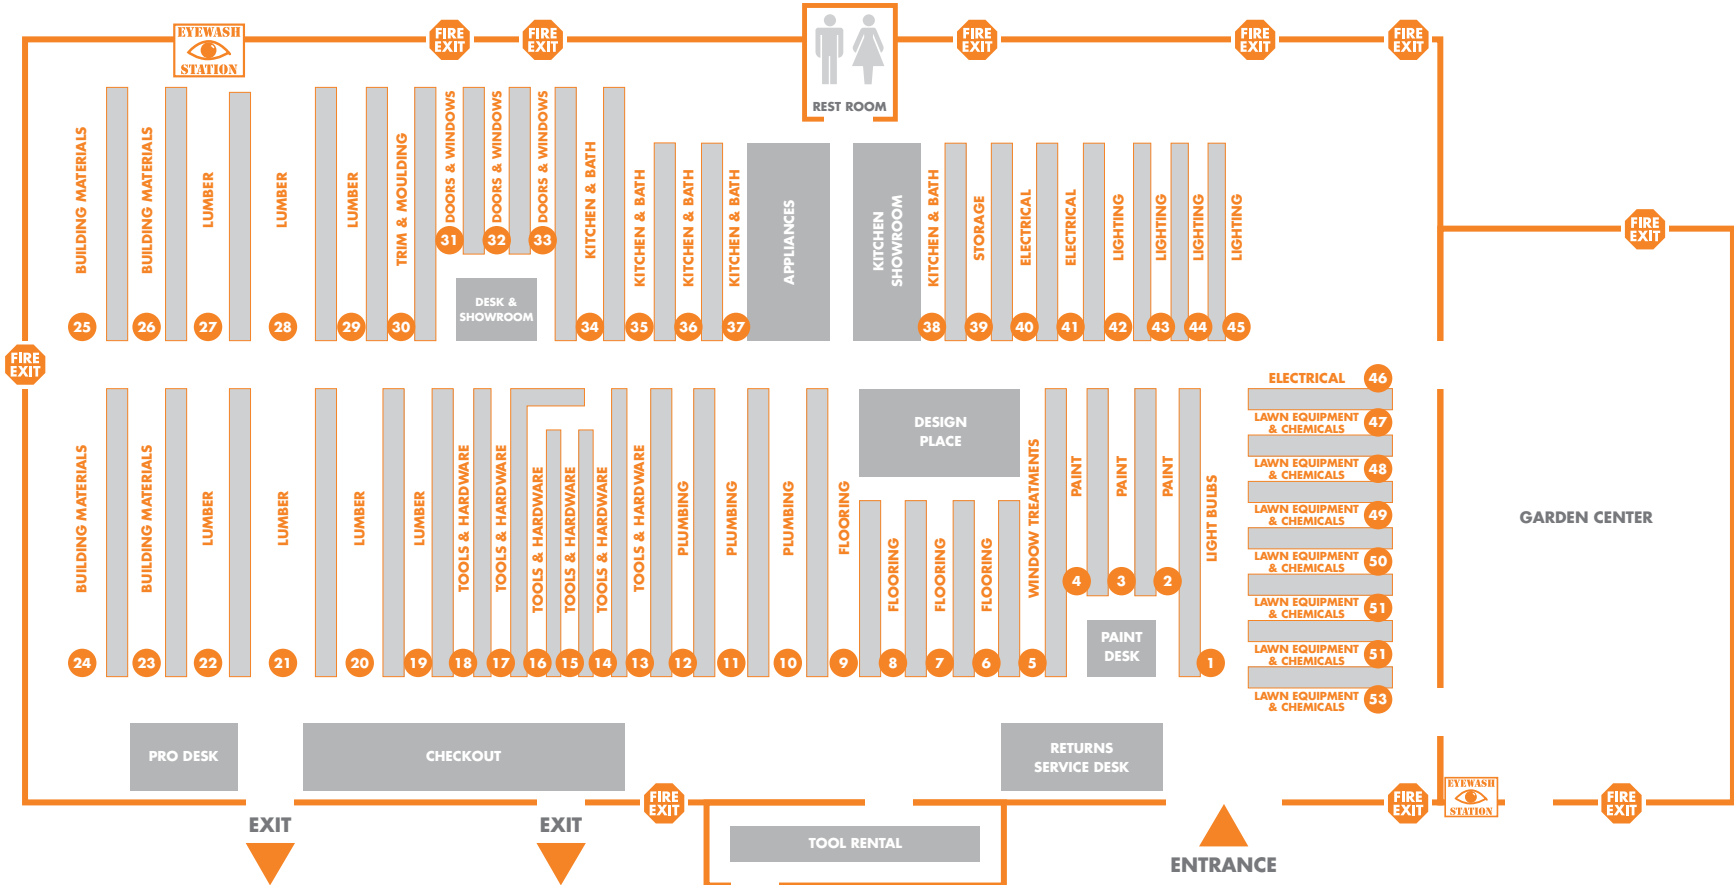 EYEWASH
STATION
FIRE
EXIT
FIRE
EXIT
REST ROOM
FIRE
EXIT
FIRE
EXIT
FIRE
EXIT
BUILDING MATERIALS
25
BUILDING MATERIALS
26
LUMBER
27
LUMBER
28
LUMBER
29
TRIM & MOULDING
30
DOORS & WINDOWS
31
DOORS & WINDOWS
32
DOORS & WINDOWS
33
DESK &
SHOWROOM
KITCHEN & BATH
34
KITCHEN & BATH
35
KITCHEN & BATH
36
KITCHEN & BATH
37
APPLIANCES
KITCHEN
SHOWROOM
KITCHEN & BATH
38
STORAGE
39
ELECTRICAL
40
ELECTRICAL
41
LIGHTING
42
LIGHTING
43
LIGHTING
44
LIGHTING
45
FIRE
EXIT
FIRE
EXIT
BUILDING MATERIALS
24
BUILDING MATERIALS
23
LUMBER
22
LUMBER
21
LUMBER
20
LUMBER
19
TOOLS & HARDWARE
18
TOOLS & HARDWARE
17
TOOLS & HARDWARE
16
TOOLS & HARDWARE
15
TOOLS & HARDWARE
14
TOOLS & HARDWARE
13
PLUMBING
12
PLUMBING
11
PLUMBING
10
FLOORING
9
DESIGN
PLACE
FLOORING
8
FLOORING
7
FLOORING
6
WINDOW TREATMENTS
5
PAINT
4
PAINT
3
PAINT
2
PAINT
DESK
LIGHT BULBS
1
ELECTRICAL 46
LAWN EQUIPMENT
& CHEMICALS 47
LAWN EQUIPMENT
& CHEMICALS 48
LAWN EQUIPMENT
& CHEMICALS 49
LAWN EQUIPMENT
& CHEMICALS 50
LAWN EQUIPMENT
& CHEMICALS 51
LAWN EQUIPMENT
& CHEMICALS 51
LAWN EQUIPMENT
& CHEMICALS 53
GARDEN CENTER
PRO DESK
CHECKOUT
RETURNS
SERVICE DESK
EXIT
EXIT
FIRE
EXIT
TOOL RENTAL
ENTRANCE
FIRE
EXIT
EYEWASH
STATION
FIRE
EXIT